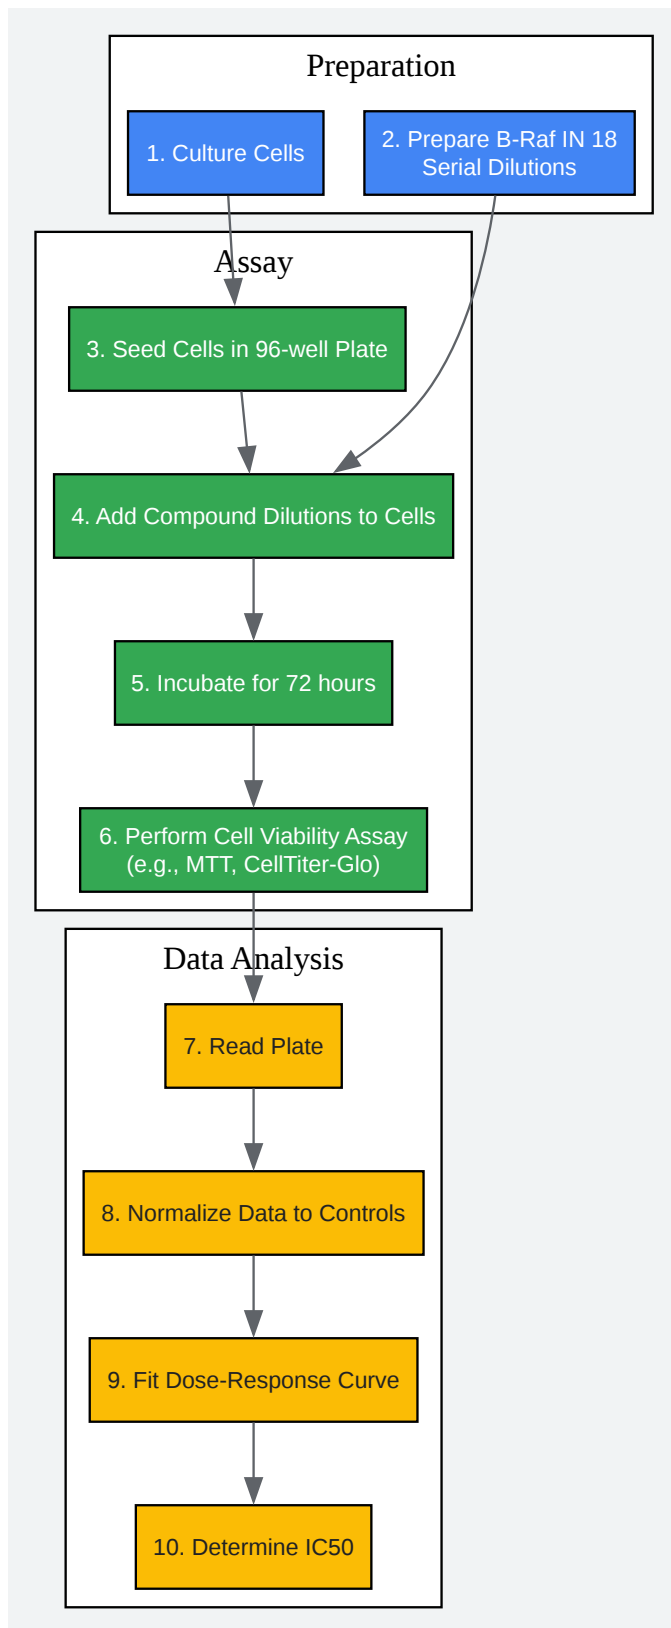 Preparation
1. Culture Cells
2. Prepare B-Raf IN 18
Serial Dilutions
Assay
3. Seed Cells in 96-well Plate
4. Add Compound Dilutions to Cells
5. Incubate for 72 hours
6. Perform Cell Viability Assay
(e.g., MTT, CellTiter-Glo)
Data Analysis
7. Read Plate
8. Normalize Data to Controls
9. Fit Dose-Response Curve
10. Determine IC50